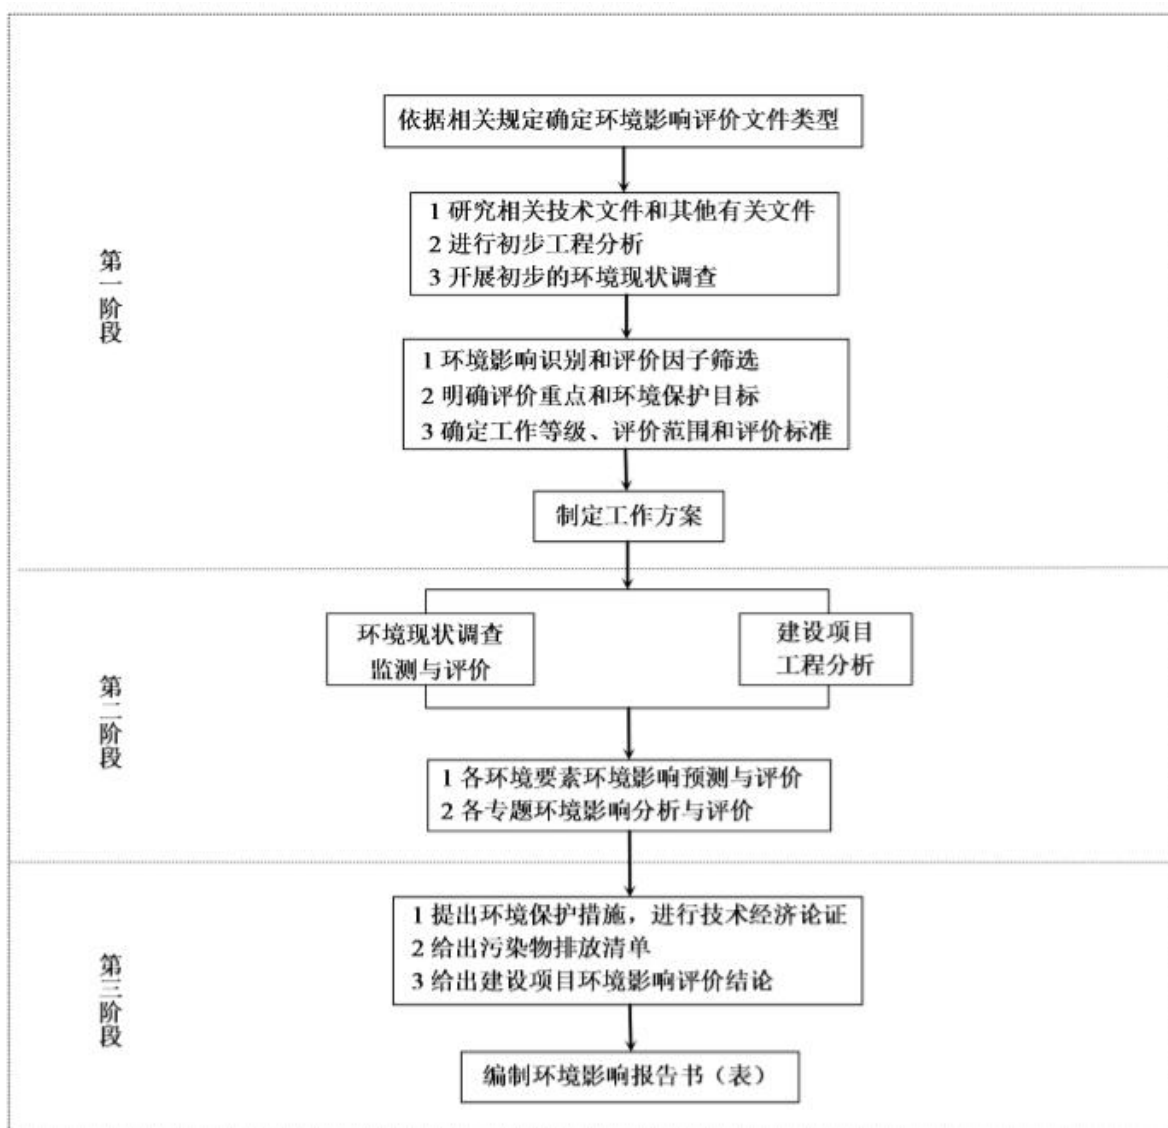 依据相关规定确定环境影响评价文件类型
1 研究相关技术文件和其他有关文件
2 进行初步工程分析
3 开展初步的环境现状调查
第一阶段
1 环境影响识别和评价因子筛选
2 明确评价重点和环境保护目标
3 确定工作等级、评价范围和评价标准
制定工作方案
环境现状调查
监测与评价
建设项目
工程分析
第二阶段
1 各环境要素环境影响预测与评价
2 各专题环境影响分析与评价
1 提出环境保护措施，进行技术经济论证
2 给出污染物排放清单
3 给出建设项目环境影响评价结论
第三阶段
编制环境影响报告书（表）